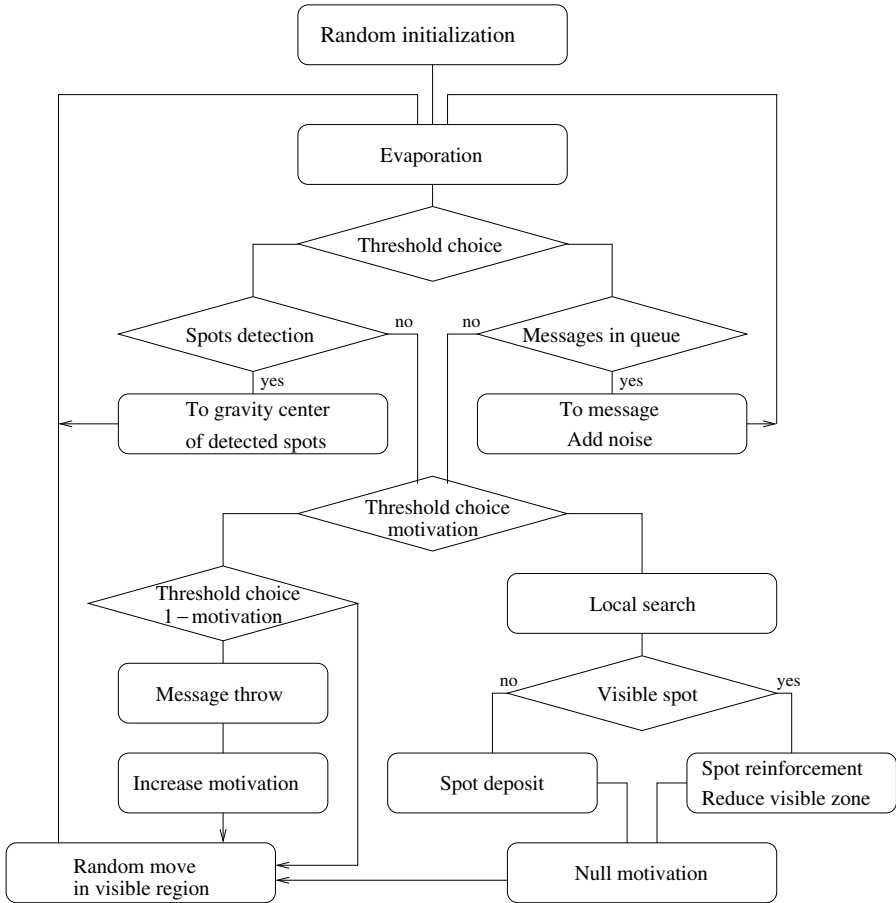 Random initialization
Evaporation
Threshold choice
Spots detection
no
no
Messages in queue
yes
yes
To gravity center
of detected spots
To message
Add noise
Threshold choice
motivation
Threshold choice
1−motivation
Local search
Message throw
no
Visible spot
yes
Increase motivation
Spot deposit
Spot reinforcement
Reduce visible zone
Random move
in visible region
Null motivation